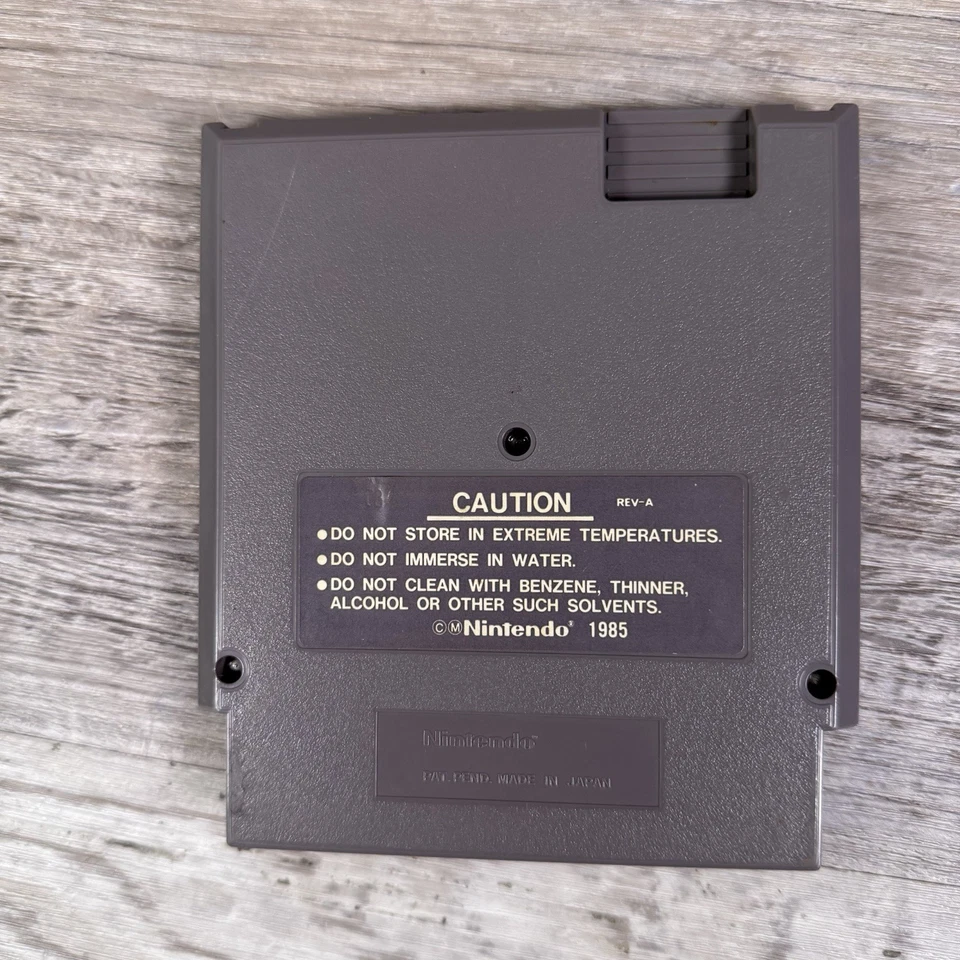 CAUTION REV-A
●DO NOT STORE IN EXTREME TEMPERATURES.
●DO NOT IMMERSE IN WATER.
●DO NOT CLEAN WITH BENZENE, THINNER,
ALCOHOL OR OTHER SUCH SOLVENTS.
ⒸⓂNintendo® 1985
Nintendo®
PAT. PEND. MADE IN JAPAN